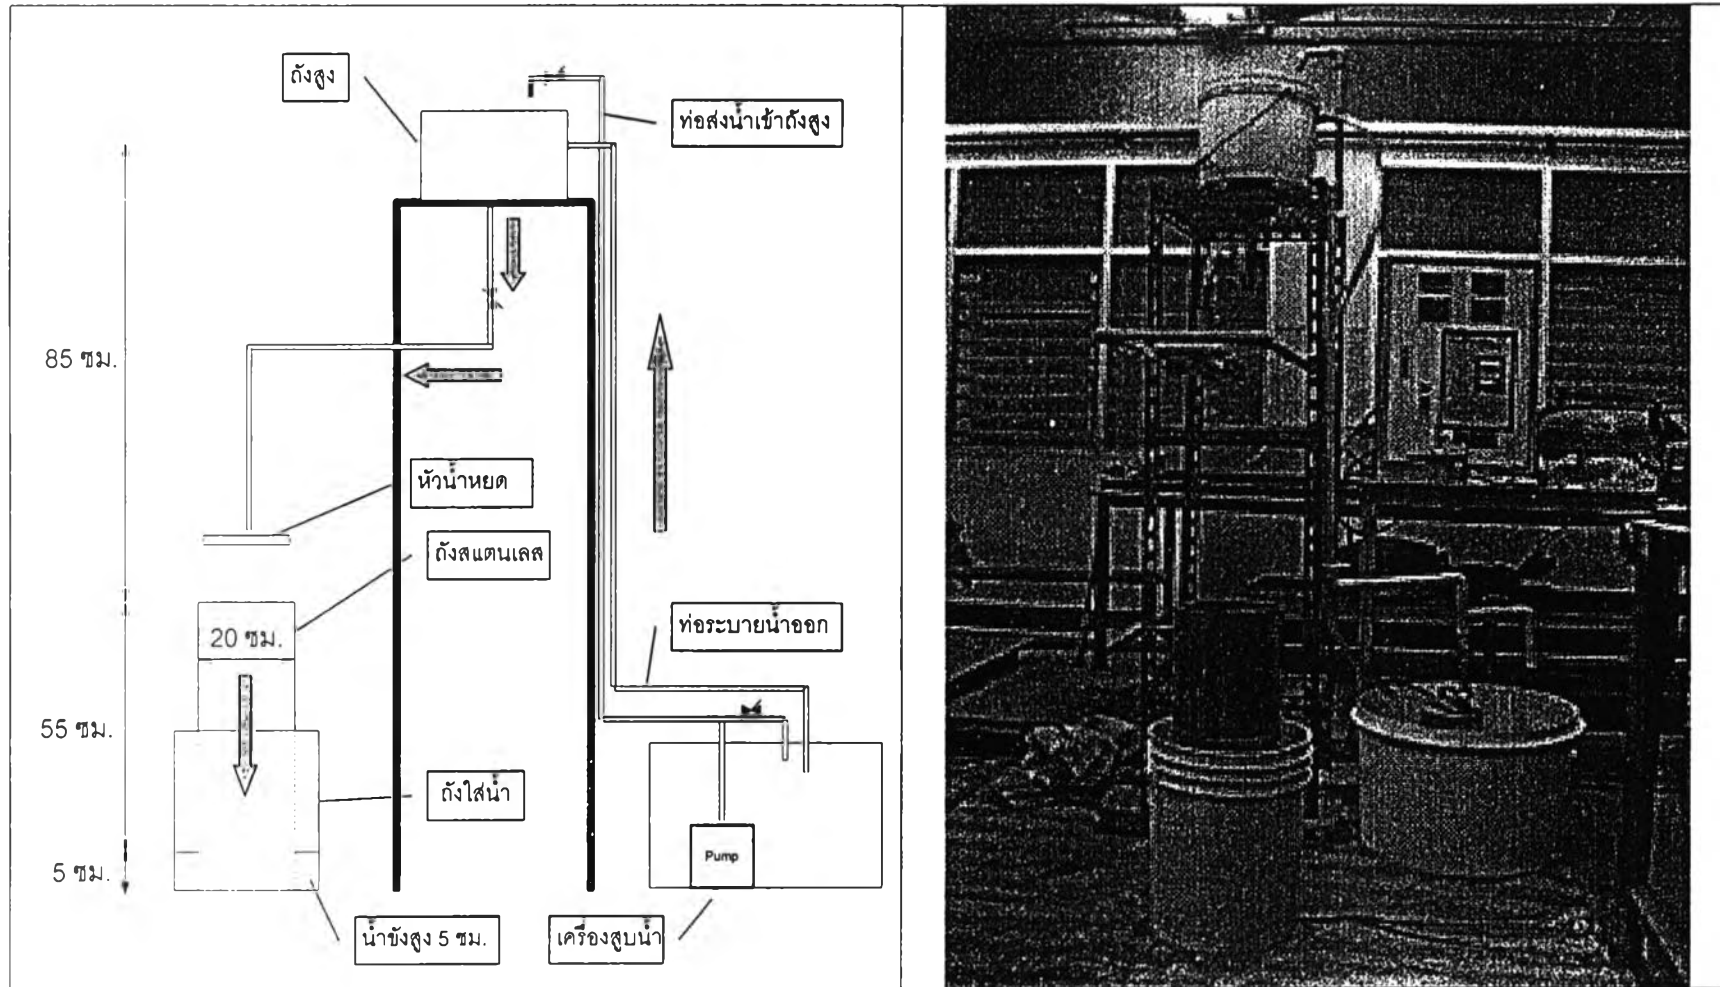 ถังสูง
ท่อส่งน้ำเข้าถังสูง
85 ซม.
หัวน้ำหยด
ถังสแตนเลส
20 ซม.
ท่อระบายน้ำออก
55 ซม.
ถังใส่น้ำ
Pump
5 ซม.
น้ำขังสูง 5 ซม.
เครื่องสูบน้ำ